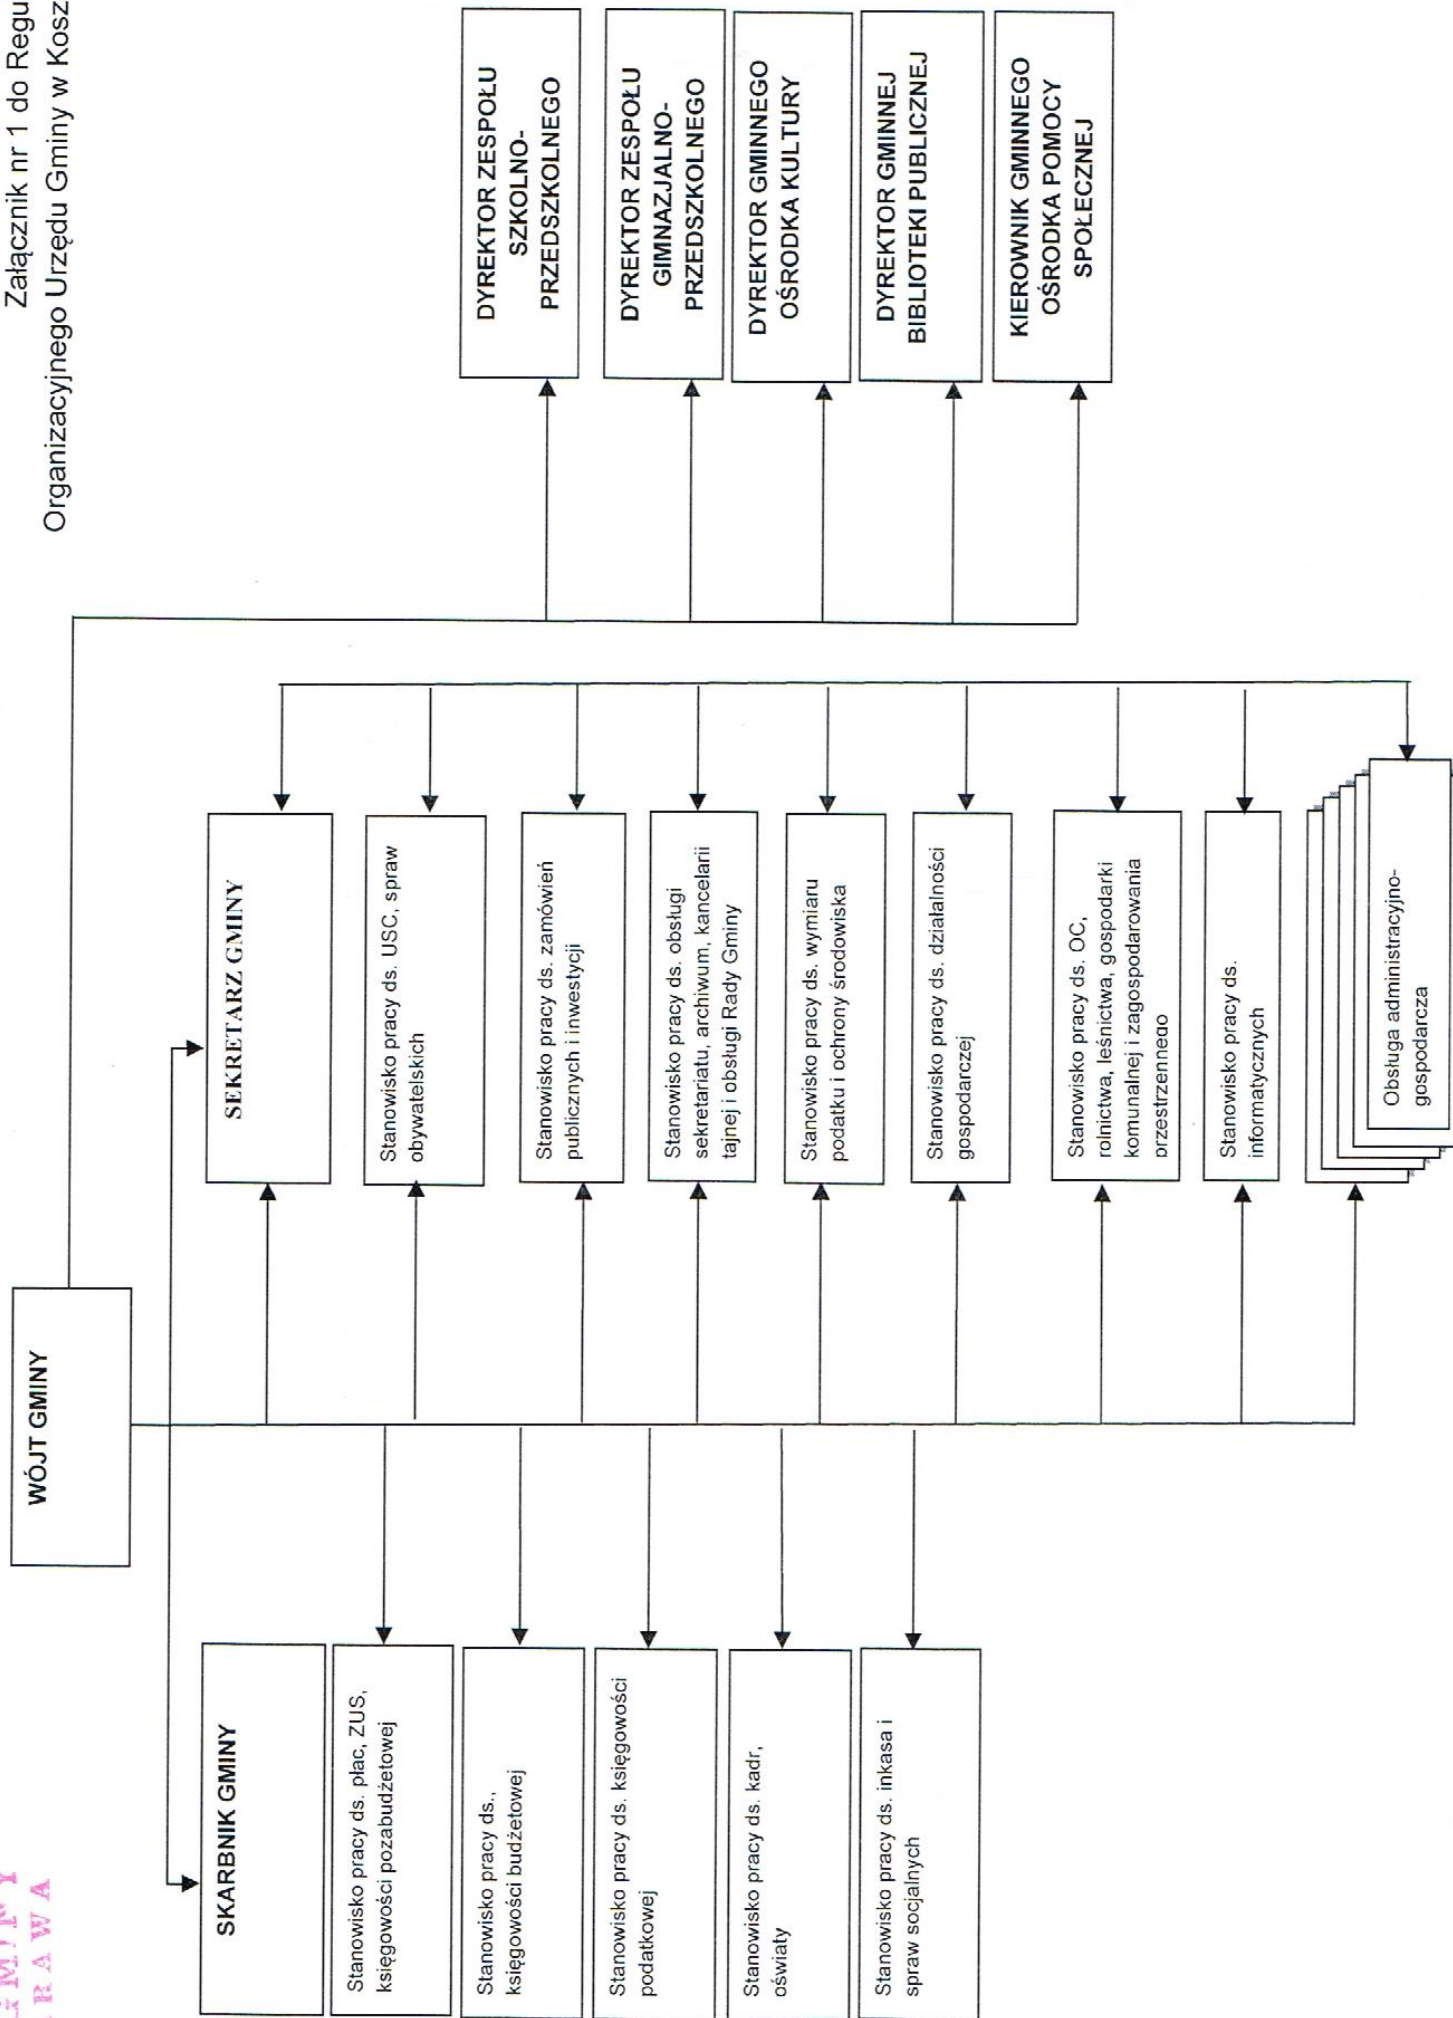 Załącznik nr 1 do Regu
Organizacyjnego Urzędu Gminy w Kosz
RAWA
WÓJT GMINY
SKARBNIK GMINY
Stanowisko pracy ds. płac, ZUS,
księgowości pozabudżetowej
Stanowisko pracy ds.,
księgowości budżetowej
Stanowisko pracy ds. księgowości
podatkowej
Stanowisko pracy ds. kadr,
oświaty
Stanowisko pracy ds. inkasa i
spraw socjalnych
SEKRETARZ GMINY
Stanowisko pracy ds. USC, spraw
obywatelskich
Stanowisko pracy ds. zamówień
publicznych i inwestycji
Stanowisko pracy ds. obsługi
sekretariatu, archiwum, kancelarii
tajnej i obsługi Rady Gminy
Stanowisko pracy ds. wymiaru
podatku i ochrony środowiska
Stanowisko pracy ds. działalności
gospodarczej
Stanowisko pracy ds. OC,
rolnictwa, leśnictwa, gospodarki
komunalnej i zagospodarowania
przestrzennego
Stanowisko pracy ds.
informatycznych
Obsługa administracyjno-
gospodarcza
DYREKTOR ZESPOŁU
SZKOLNO-
PRZEDSZKOLNEGO
DYREKTOR ZESPOŁU
GIMNAZJALNO-
PRZEDSZKOLNEGO
DYREKTOR GMINNEGO
OŚRODKA KULTURY
DYREKTOR GMINNEJ
BIBLIOTEKI PUBLICZNEJ
KIEROWNIK GMINNEGO
OŚRODKA POMOCY
SPOŁECZNEJ